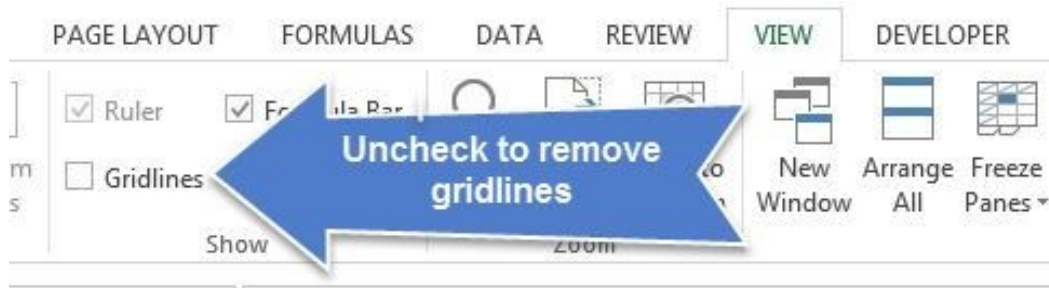 PAGE LAYOUT FORMULAS DATA REVIEW VIEW DEVELOPER
Ruler
Gridlines
Show
Uncheck to remove
gridlines
Zoom
New
Window
Arrange
All
Freeze
Panes